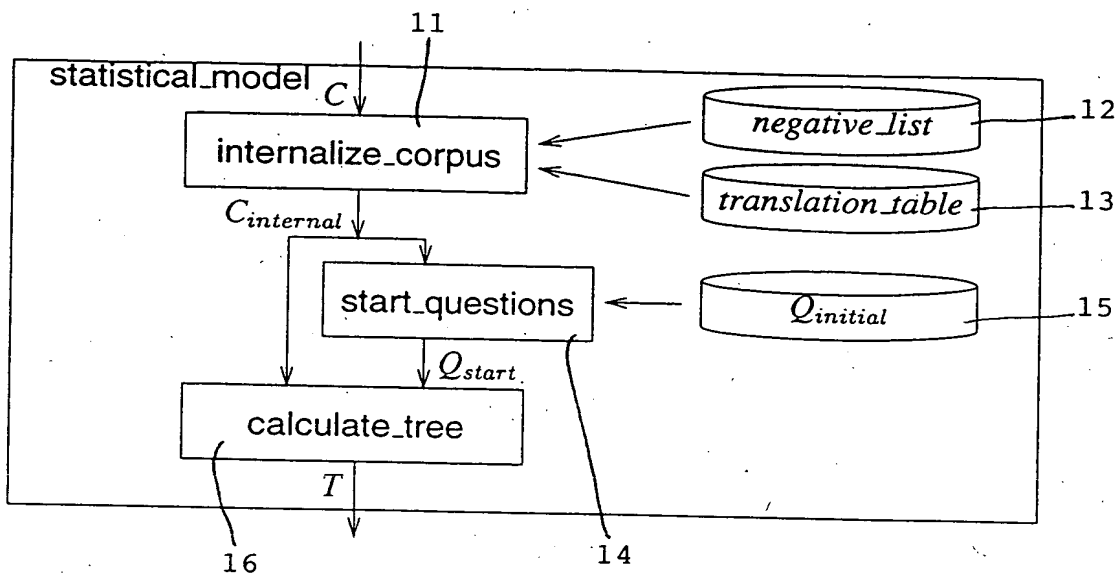 11
statistical_model
C
internalize_corpus
negative_list
12
translation_table
13
C_internal
start_questions
Q_initial
15
Q_start
calculate_tree
T
16
14